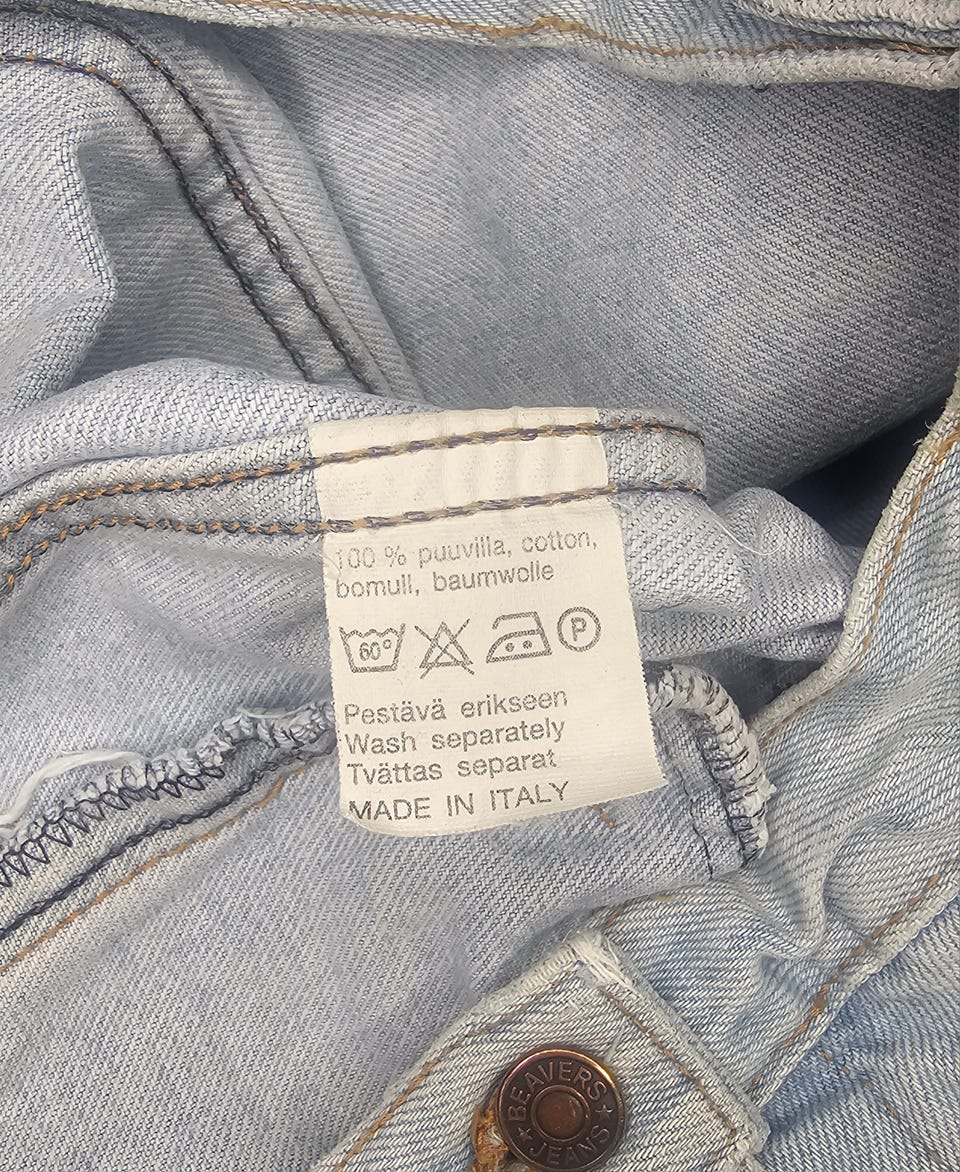 100 % puuvilla, cotton,
bomull, baumwolle
60° P
Pestävä erikseen
Wash separately
Tvättas separat
MADE IN ITALY
BEAVERS
JEANS